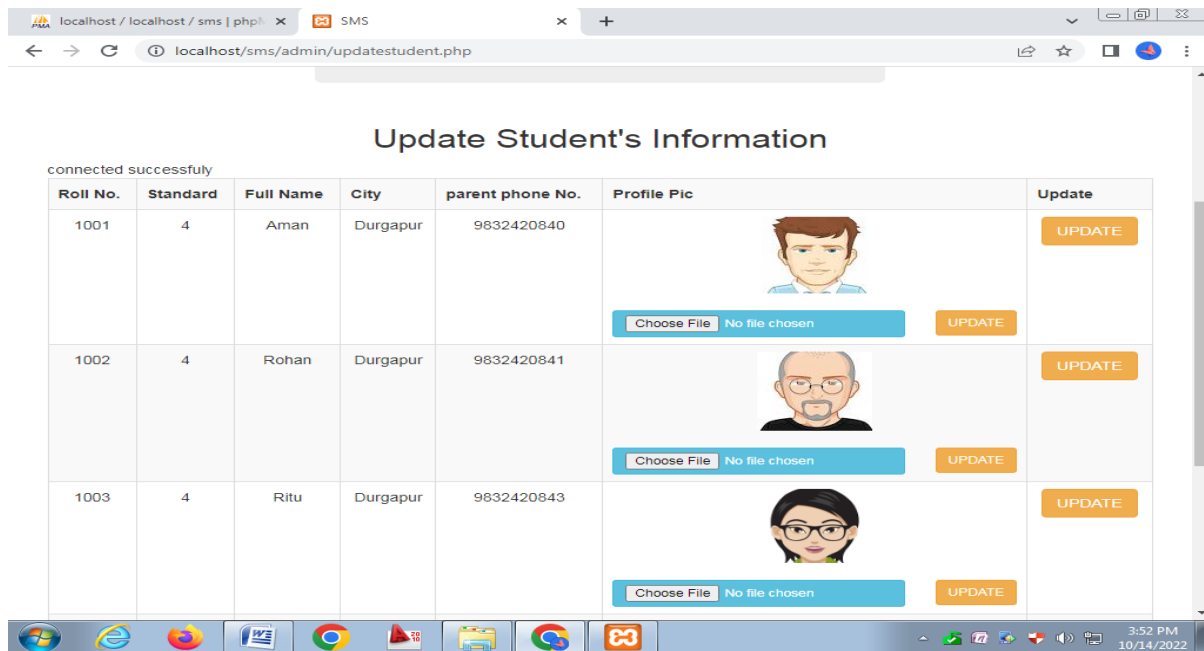 localhost / localhost / sms | php
SMS
localhost/sms/admin/updatestudent.php
Update Student's Information
connected successfuly
Roll No. Standard Full Name City parent phone No. Profile Pic Update
1001 4 Aman Durgapur 9832420840 UPDATE
Choose File No file chosen UPDATE
1002 4 Rohan Durgapur 9832420841 UPDATE
Choose File No file chosen UPDATE
1003 4 Ritu Durgapur 9832420843 UPDATE
Choose File No file chosen UPDATE
3:52 PM
10/14/2022